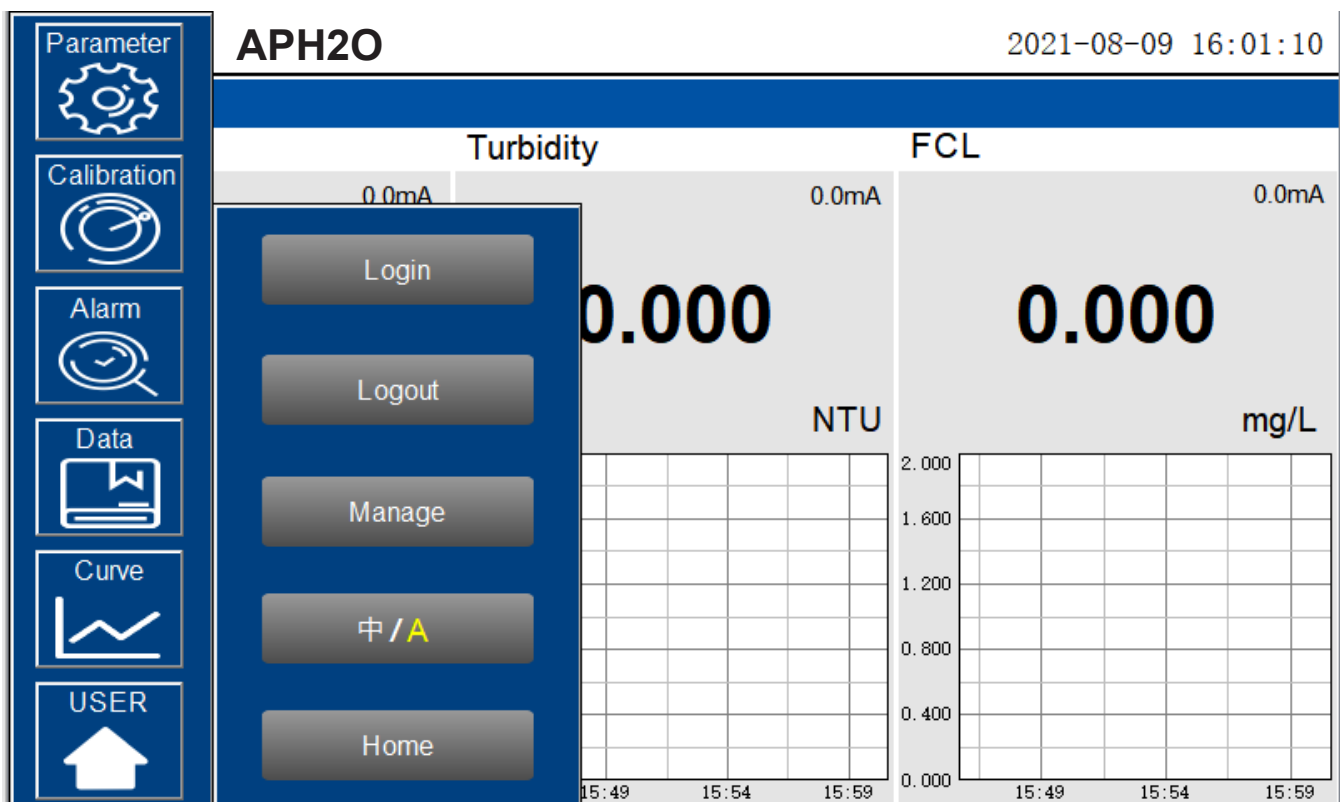 Parameter
APH2O
2021-08-09 16:01:10
Turbidity
FCL
Calibration
0.0mA
0.0mA
0.0mA
Login
Alarm
0.000
0.000
Logout
NTU
mg/L
Data
2.000
Manage
1.600
Curve
1.200
中/A
0.800
USER
0.400
Home
0.000
15:49 15:54 15:59
15:49 15:54 15:59